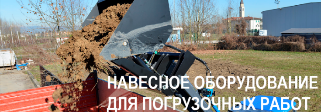 НАВЕСНОЕ ОБОРУДОВАНИЕ
ДЛЯ ПОГРУЗОЧНЫХ РАБОТ